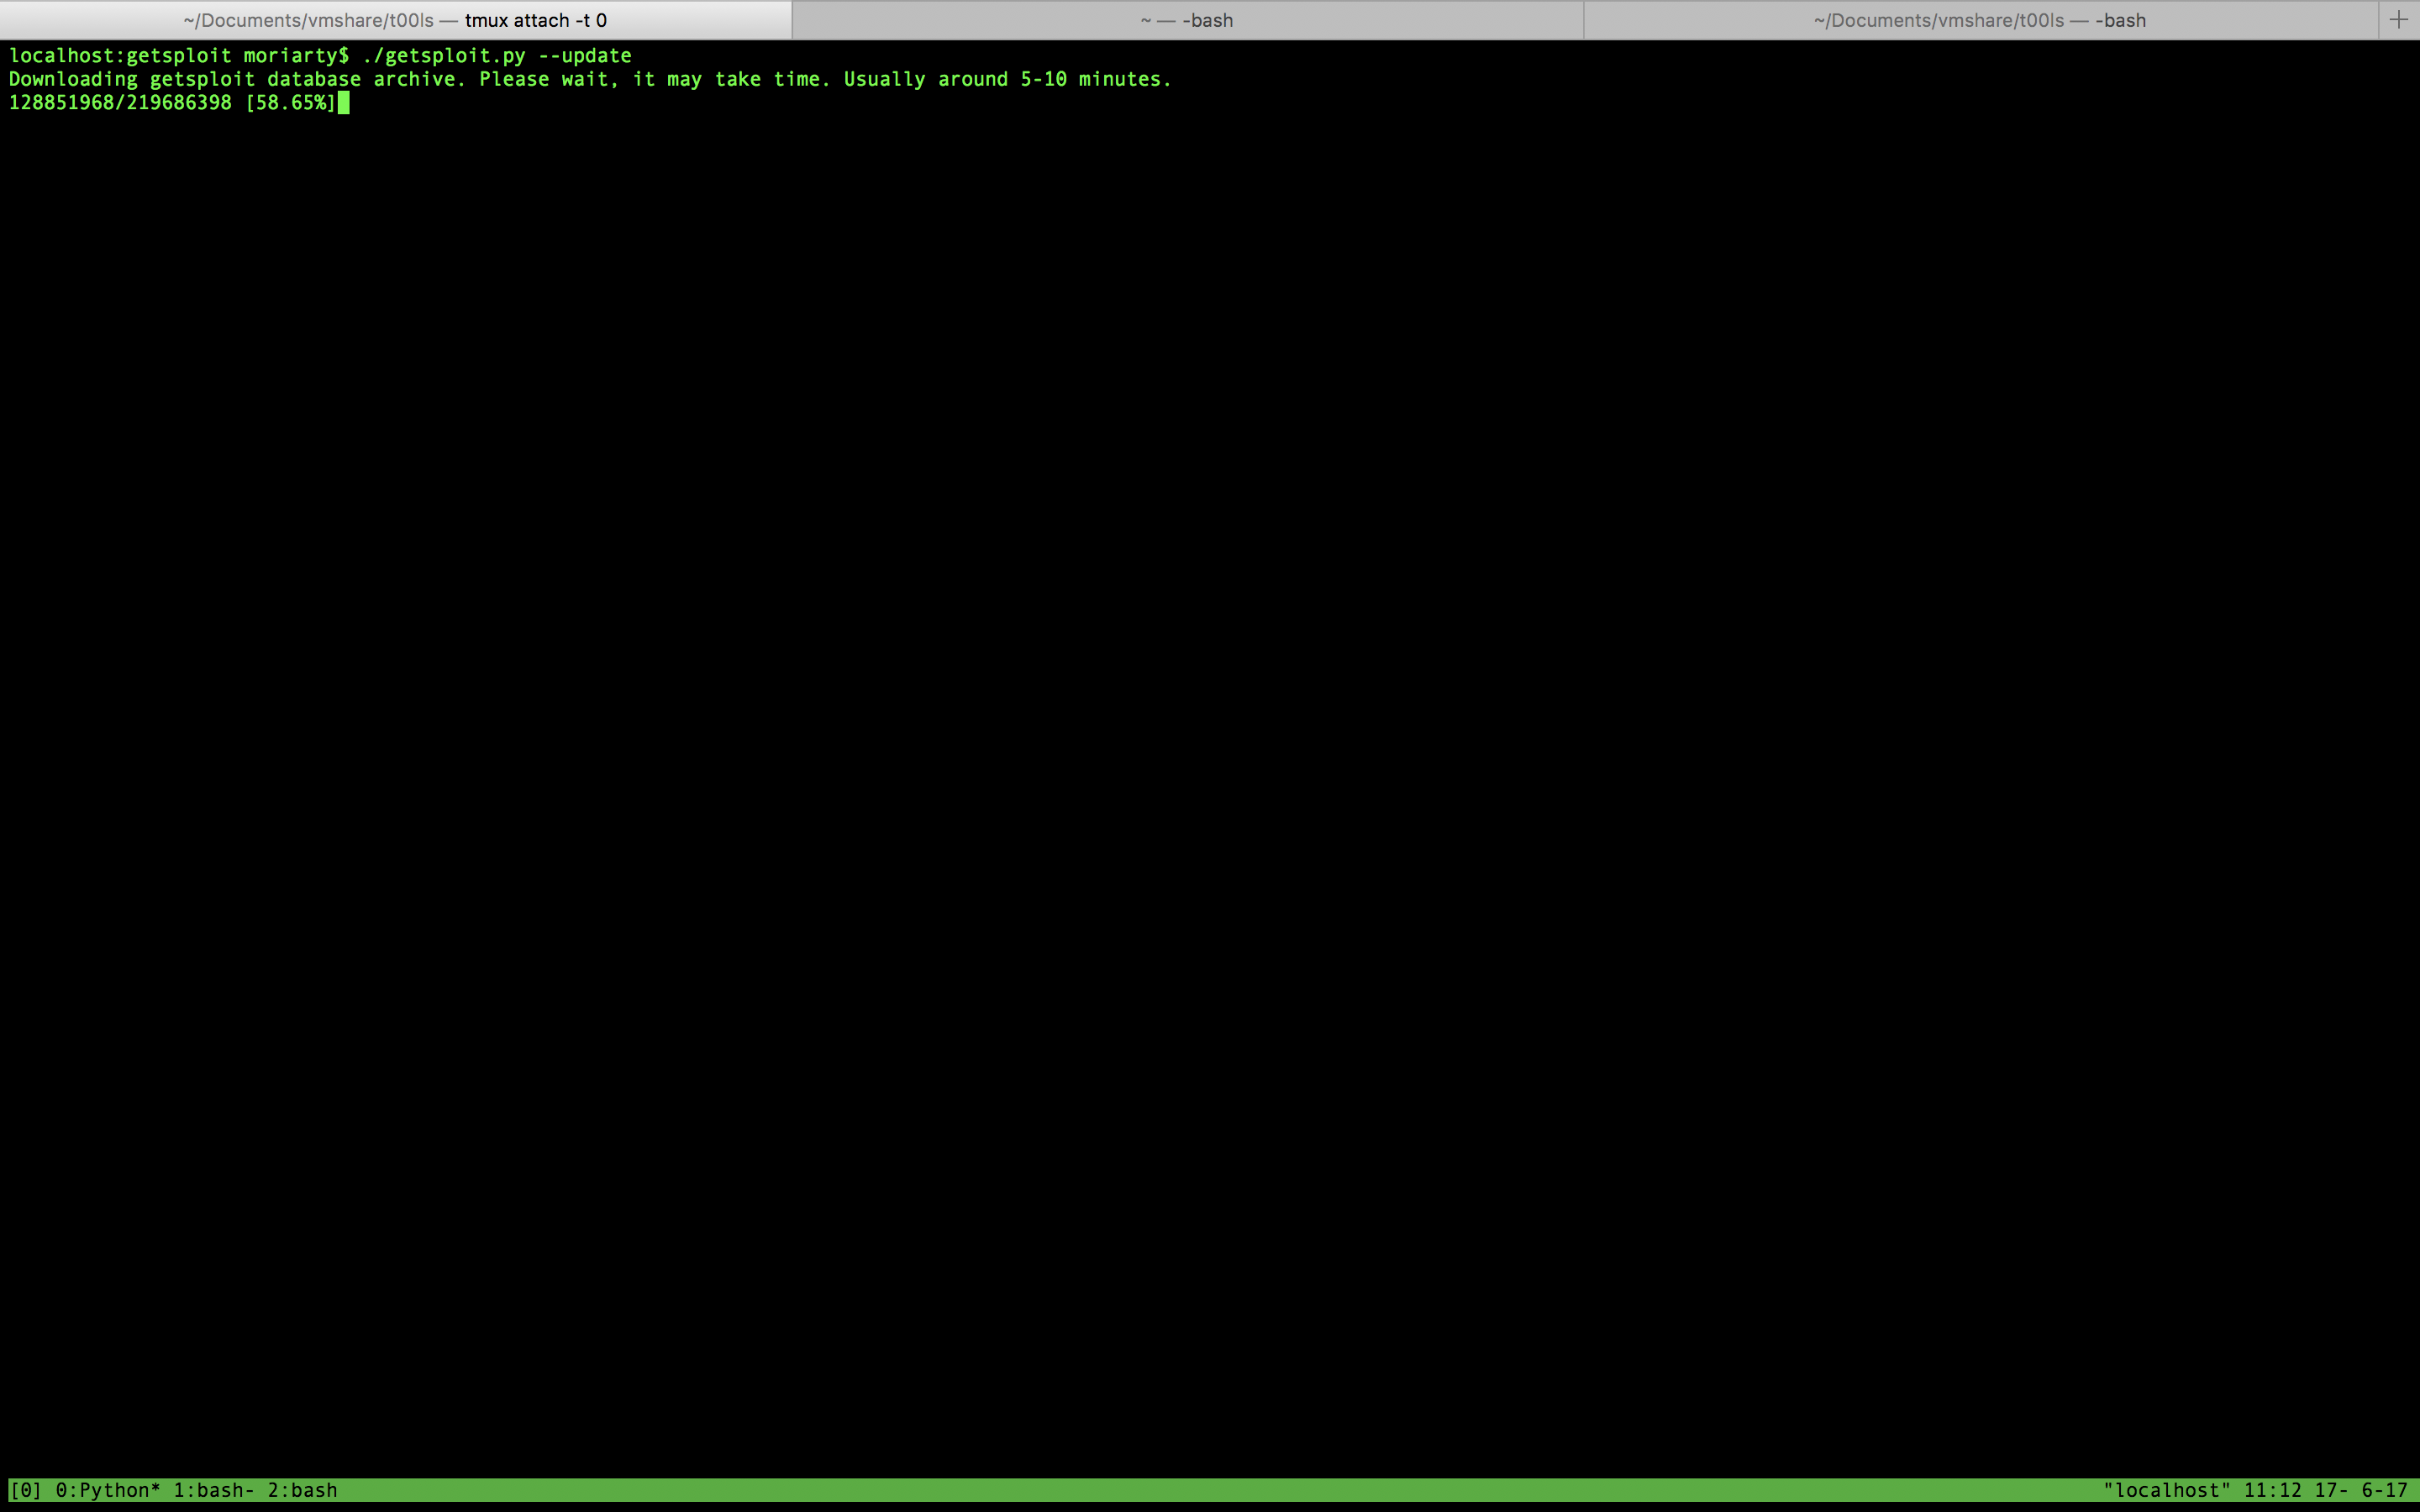 ~/Documents/vmshare/t00ls — tmux attach -t 0
~ — -bash
~/Documents/vmshare/t00ls — -bash
localhost:getsploit moriarty$ ./getsploit.py --update
Downloading getsploit database archive. Please wait, it may take time. Usually around 5-10 minutes.
128851968/219686398 [58.65%]
[0] 0:Python* 1:bash- 2:bash
"localhost" 11:12 17- 6-17